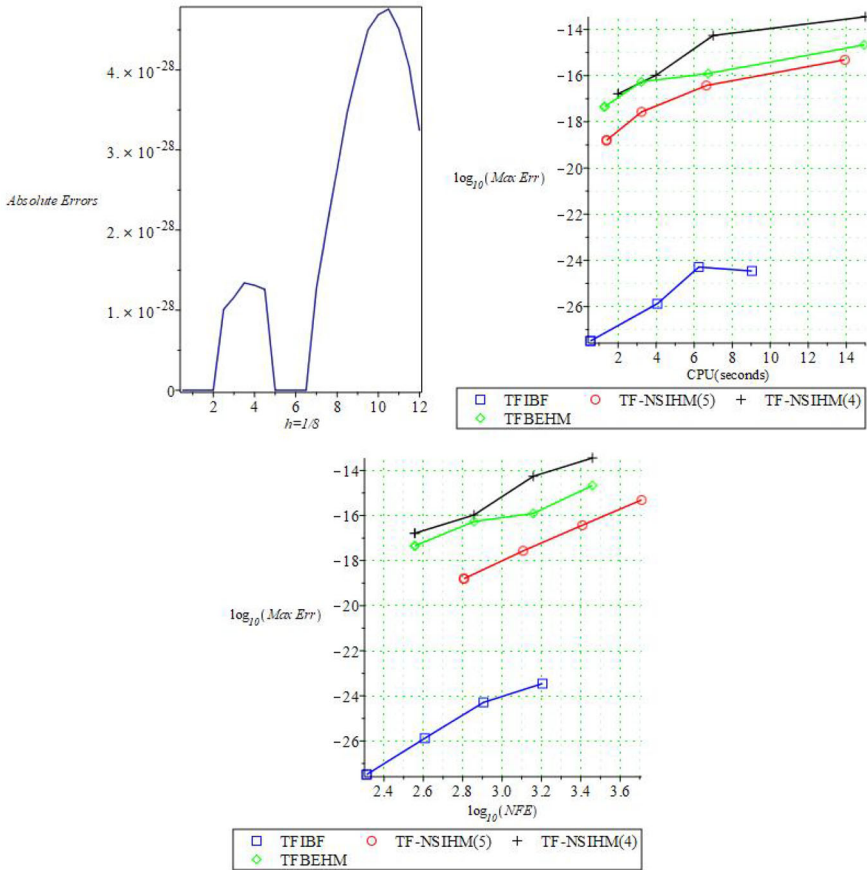 4. × 10⁻²⁸
3. × 10⁻²⁸
Absolute Errors
2. × 10⁻²⁸
1. × 10⁻²⁸
0
2 4 6 8 10 12
h=1/8
−14
−16
−18
log₁₀(Max Err)
−20
−22
−24
−26
2 4 6 8 10 12 14
CPU(seconds)
TFIBF TF-NSIHM(5) TF-NSIHM(4)
TFBEHM
−14
−16
−18
log₁₀(Max Err)
−20
−22
−24
−26
2.4 2.6 2.8 3.0 3.2 3.4 3.6
log₁₀(NFE)
TFIBF TF-NSIHM(5) TF-NSIHM(4)
TFBEHM